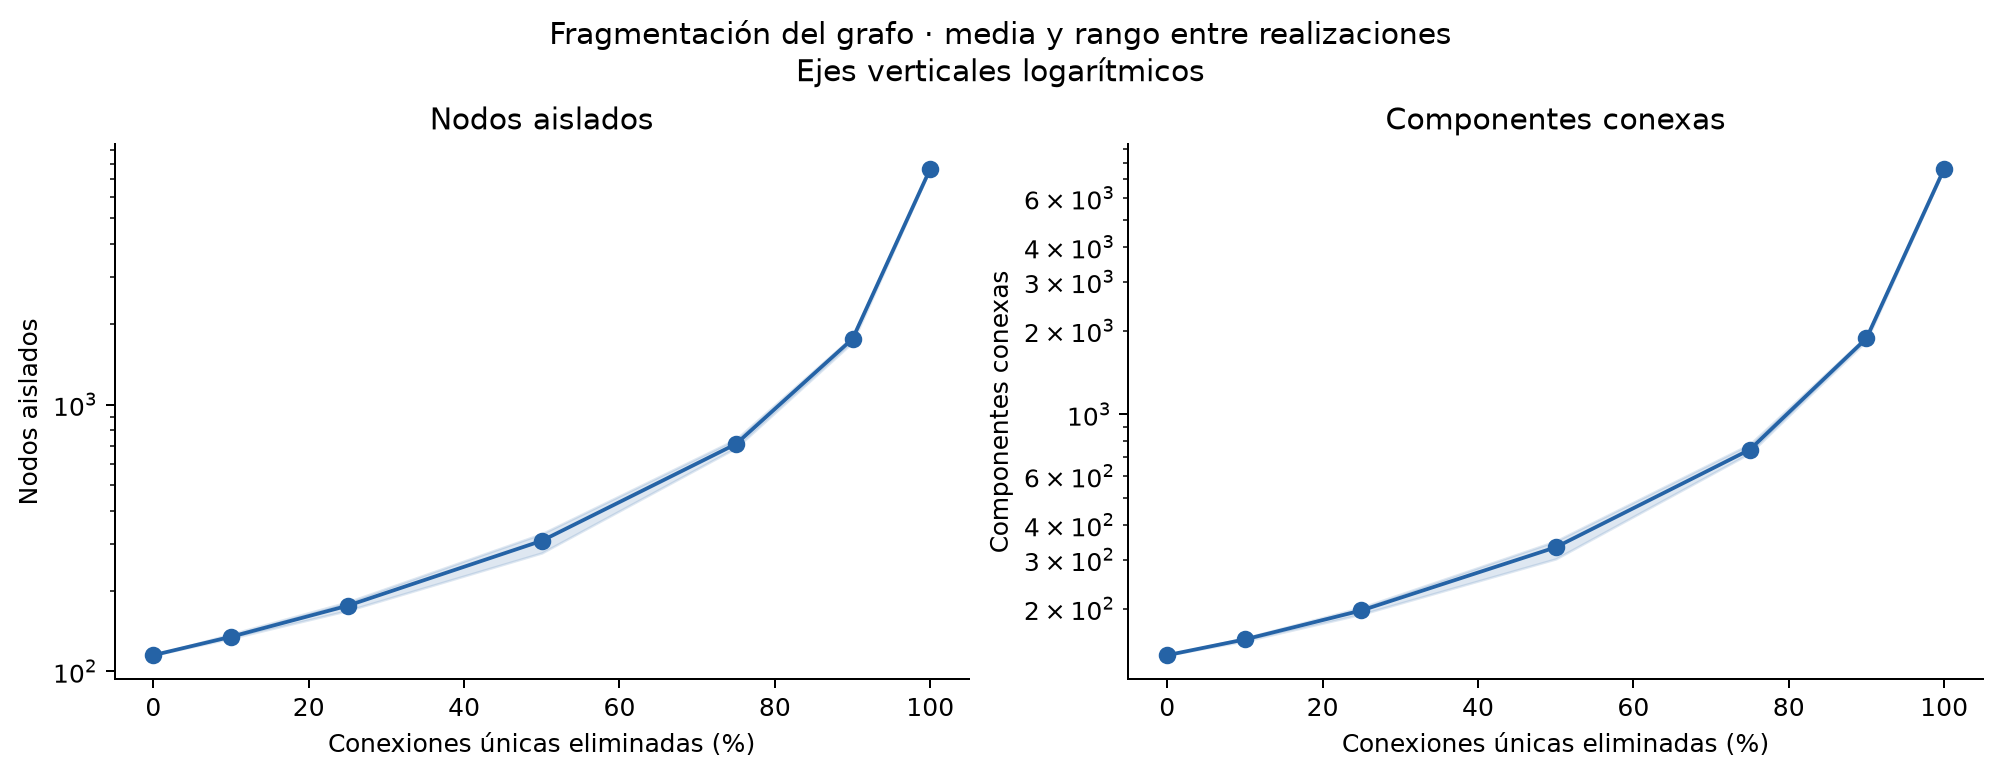 Fragmentación del grafo · media y rango entre realizaciones
Ejes verticales logarítmicos
Nodos aislados
Nodos aislados
10³
10²
0 20 40 60 80 100
Conexiones únicas eliminadas (%)
Componentes conexas
Componentes conexas
6 × 10³
4 × 10³
3 × 10³
2 × 10³
10³
6 × 10²
4 × 10²
3 × 10²
2 × 10²
0 20 40 60 80 100
Conexiones únicas eliminadas (%)